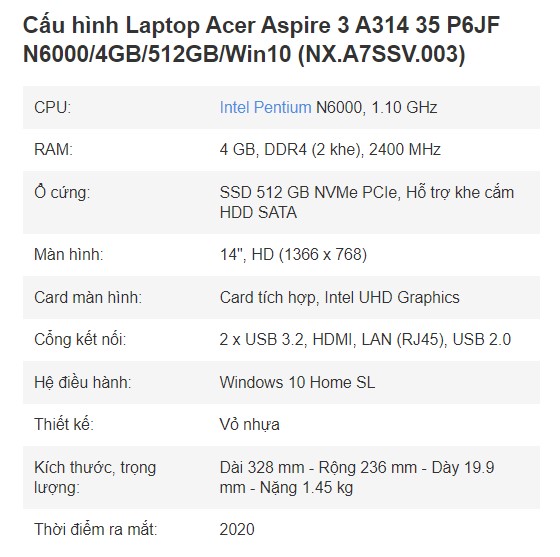 Cấu hình Laptop Acer Aspire 3 A314 35 P6JF
N6000/4GB/512GB/Win10 (NX.A7SSV.003)
CPU: Intel Pentium N6000, 1.10 GHz
RAM: 4 GB, DDR4 (2 khe), 2400 MHz
Ổ cứng: SSD 512 GB NVMe PCIe, Hỗ trợ khe cắm
HDD SATA
Màn hình: 14", HD (1366 x 768)
Card màn hình: Card tích hợp, Intel UHD Graphics
Cổng kết nối: 2 x USB 3.2, HDMI, LAN (RJ45), USB 2.0
Hệ điều hành: Windows 10 Home SL
Thiết kế: Vỏ nhựa
Kích thước, trọng Dài 328 mm - Rộng 236 mm - Dày 19.9
lượng: mm - Nặng 1.45 kg
Thời điểm ra mắt: 2020